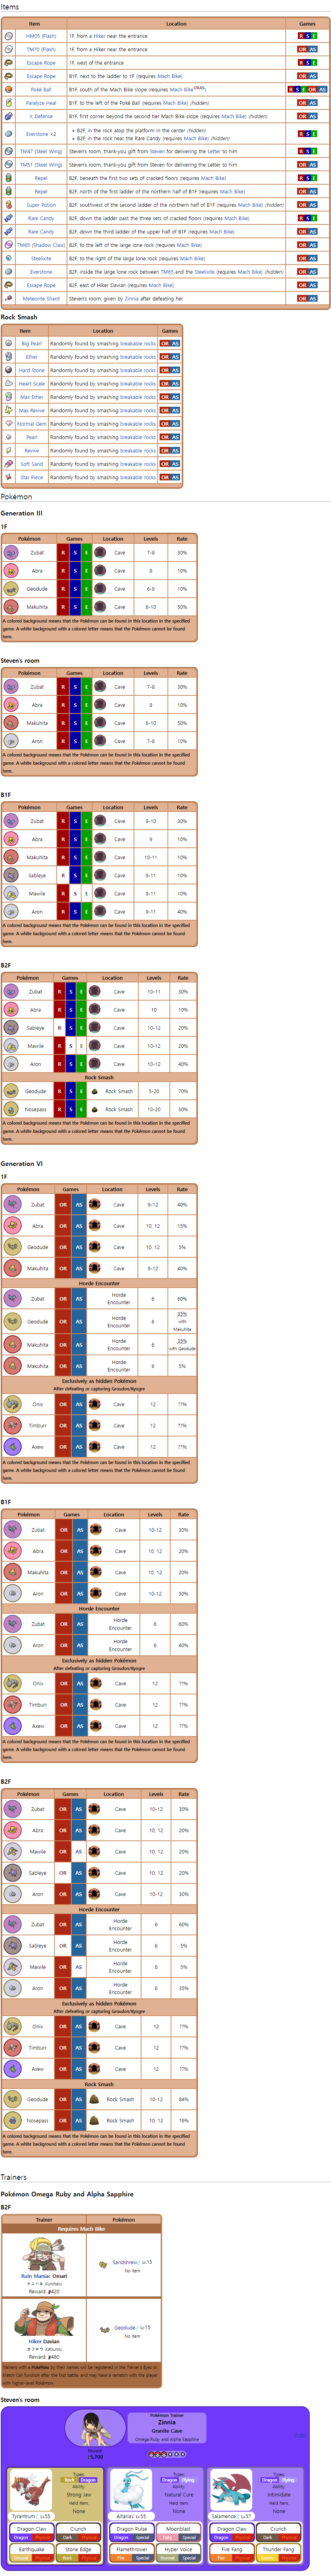 Items
Item Location Games
HM05 (Flash) 1F, from a Hiker near the entrance R S E
TM70 (Flash) 1F, from a Hiker near the entrance OR AS
Escape Rope 1F, west of the entrance R S E
Escape Rope B1F, next to the ladder to 1F (requires Mach Bike) OR AS
Poké Ball B1F, south of the Mach Bike slope (requires Mach Bike ORAS) R S E OR AS
Paralyze Heal B1F, to the left of the Poké Ball (requires Mach Bike) (hidden) OR AS
X Defense B1F, first corner beyond the second tier Mach Bike slope (requires Mach Bike) (hidden) OR AS
Everstone ×2
• B2F, in the rock atop the platform in the center (hidden)
• B2F, in the rock near the Rare Candy (requires Mach Bike) (hidden)
R S E
TM47 (Steel Wing) Steven's room, thank-you gift from Steven for delivering the Letter to him R S E
TM51 (Steel Wing) Steven's room, thank-you gift from Steven for delivering the Letter to him OR AS
Repel B2F, beneath the first two sets of cracked floors (requires Mach Bike) R S E
Repel B2F, north of the first ladder of the northern half of B1F (requires Mach Bike) OR AS
Super Potion B2F, southwest of the second ladder of the northern half of B1F (requires Mach Bike) (hidden) OR AS
Rare Candy B2F, down the ladder past the three sets of cracked floors (requires Mach Bike) R S E
Rare Candy B2F, down the third ladder of the upper half of B1F (requires Mach Bike) OR AS
TM65 (Shadow Claw) B2F, to the left of the large lone rock (requires Mach Bike) OR AS
Steelixite B2F, to the right of the large lone rock (requires Mach Bike) OR AS
Everstone B2F, inside the large lone rock between TM65 and the Steelixite (requires Mach Bike) (hidden) OR AS
Escape Rope B2F, east of Hiker Davian (requires Mach Bike) OR AS
Meteorite Shard Steven's room, given by Zinnia after defeating her OR AS
Rock Smash
Item Location Games
Big Pearl Randomly found by smashing breakable rocks OR AS
Ether Randomly found by smashing breakable rocks OR AS
Hard Stone Randomly found by smashing breakable rocks OR AS
Heart Scale Randomly found by smashing breakable rocks OR AS
Max Ether Randomly found by smashing breakable rocks OR AS
Max Revive Randomly found by smashing breakable rocks OR AS
Normal Gem Randomly found by smashing breakable rocks OR AS
Pearl Randomly found by smashing breakable rocks OR AS
Revive Randomly found by smashing breakable rocks OR AS
Soft Sand Randomly found by smashing breakable rocks OR AS
Star Piece Randomly found by smashing breakable rocks OR AS
Pokémon
Generation III
1F
Pokémon Games Location Levels Rate
Zubat R S E Cave 7-8 30%
Abra R S E Cave 8 10%
Geodude R S E Cave 6-9 10%
Makuhita R S E Cave 6-10 50%
A colored background means that the Pokémon can be found in this location in the specified
game. A white background with a colored letter means that the Pokémon cannot be found
here.
Steven's room
Pokémon Games Location Levels Rate
Zubat R S E Cave 7-8 30%
Abra R S E Cave 8 10%
Makuhita R S E Cave 6-10 50%
Aron R S E Cave 7-8 10%
A colored background means that the Pokémon can be found in this location in the specified
game. A white background with a colored letter means that the Pokémon cannot be found
here.
B1F
Pokémon Games Location Levels Rate
Zubat R S E Cave 9-10 30%
Abra R S E Cave 9 10%
Makuhita R S E Cave 10-11 10%
Sableye R S E Cave 9-11 10%
Mawile R S E Cave 9-11 10%
Aron R S E Cave 9-11 40%
A colored background means that the Pokémon can be found in this location in the specified
game. A white background with a colored letter means that the Pokémon cannot be found
here.
B2F
Pokémon Games Location Levels Rate
Zubat R S E Cave 10-11 30%
Abra R S E Cave 10 10%
Sableye R S E Cave 10-12 20%
Mawile R S E Cave 10-12 20%
Aron R S E Cave 10-12 40%
Rock Smash
Geodude R S E Rock Smash 5-20 70%
Nosepass R S E Rock Smash 10-20 30%
A colored background means that the Pokémon can be found in this location in the specified
game. A white background with a colored letter means that the Pokémon cannot be found
here.
Generation VI
1F
Pokémon Games Location Levels Rate
Zubat OR AS Cave 9-12 40%
Abra OR AS Cave 10, 12 15%
Geodude OR AS Cave 10, 12 5%
Makuhita OR AS Cave 9-12 40%
Horde Encounter
Zubat OR AS Horde Encounter 6 60%
Geodude OR AS Horde Encounter 6 35% with Makuhita
Makuhita OR AS Horde Encounter 6 35% with Geodude
Makuhita OR AS Horde Encounter 6 5%
Exclusively as hidden Pokémon
After defeating or capturing Groudon/Kyogre
Onix OR AS Cave 12 ??%
Timburr OR AS Cave 12 ??%
Axew OR AS Cave 12 ??%
A colored background means that the Pokémon can be found in this location in the specified
game. A white background with a colored letter means that the Pokémon cannot be found
here.
B1F
Pokémon Games Location Levels Rate
Zubat OR AS Cave 10-12 30%
Abra OR AS Cave 10, 12 20%
Makuhita OR AS Cave 10, 12 20%
Aron OR AS Cave 10-12 30%
Horde Encounter
Zubat OR AS Horde Encounter 6 60%
Aron OR AS Horde Encounter 6 40%
Exclusively as hidden Pokémon
After defeating or capturing Groudon/Kyogre
Onix OR AS Cave 12 ??%
Timburr OR AS Cave 12 ??%
Axew OR AS Cave 12 ??%
A colored background means that the Pokémon can be found in this location in the specified
game. A white background with a colored letter means that the Pokémon cannot be found
here.
B2F
Pokémon Games Location Levels Rate
Zubat OR AS Cave 10-12 30%
Abra OR AS Cave 10, 12 20%
Mawile OR AS Cave 10, 12 20%
Sableye OR AS Cave 10, 12 20%
Aron OR AS Cave 10-12 30%
Horde Encounter
Zubat OR AS Horde Encounter 6 60%
Sableye OR AS Horde Encounter 6 5%
Mawile OR AS Horde Encounter 6 5%
Aron OR AS Horde Encounter 6 35%
Exclusively as hidden Pokémon
After defeating or capturing Groudon/Kyogre
Onix OR AS Cave 12 ??%
Timburr OR AS Cave 12 ??%
Axew OR AS Cave 12 ??%
Rock Smash
Geodude OR AS Rock Smash 10-12 84%
Nosepass OR AS Rock Smash 10, 12 16%
A colored background means that the Pokémon can be found in this location in the specified
game. A white background with a colored letter means that the Pokémon cannot be found
here.
Trainers
Pokémon Omega Ruby and Alpha Sapphire
B2F
Trainer Pokémon
Requires Mach Bike
Ruin Maniac Omari
Reward: 420
Sandshrew Lv.15
No item
Hiker Davian
Reward: 480
Geodude Lv.15
No item
Trainers with a PokéNav by their names will be registered in the Trainer's Eyes or
Match Call function after the first battle, and may have a rematch with the player
with higher-level Pokémon.
Steven's room
Pokémon Trainer
Zinnia
Granite Cave
Omega Ruby and Alpha Sapphire
Reward:
8,700
Types: Rock Dragon
Ability: Strong Jaw
Held item: None
Tyrantrum Lv.55
Dragon Claw Dragon Physical
Crunch Dark Physical
Earthquake Ground Physical
Stone Edge Rock Physical
Types: Dragon Flying
Ability: Natural Cure
Held item: None
Altaria Lv.55
Dragon Pulse Dragon Special
Moonblast Fairy Special
Flamethrower Fire Special
Hyper Voice Normal Special
Types: Dragon Flying
Ability: Intimidate
Held item: None
Salamence Lv.57
Dragon Claw Dragon Physical
Crunch Dark Physical
Fire Fang Fire Physical
Thunder Fang Electric Physical